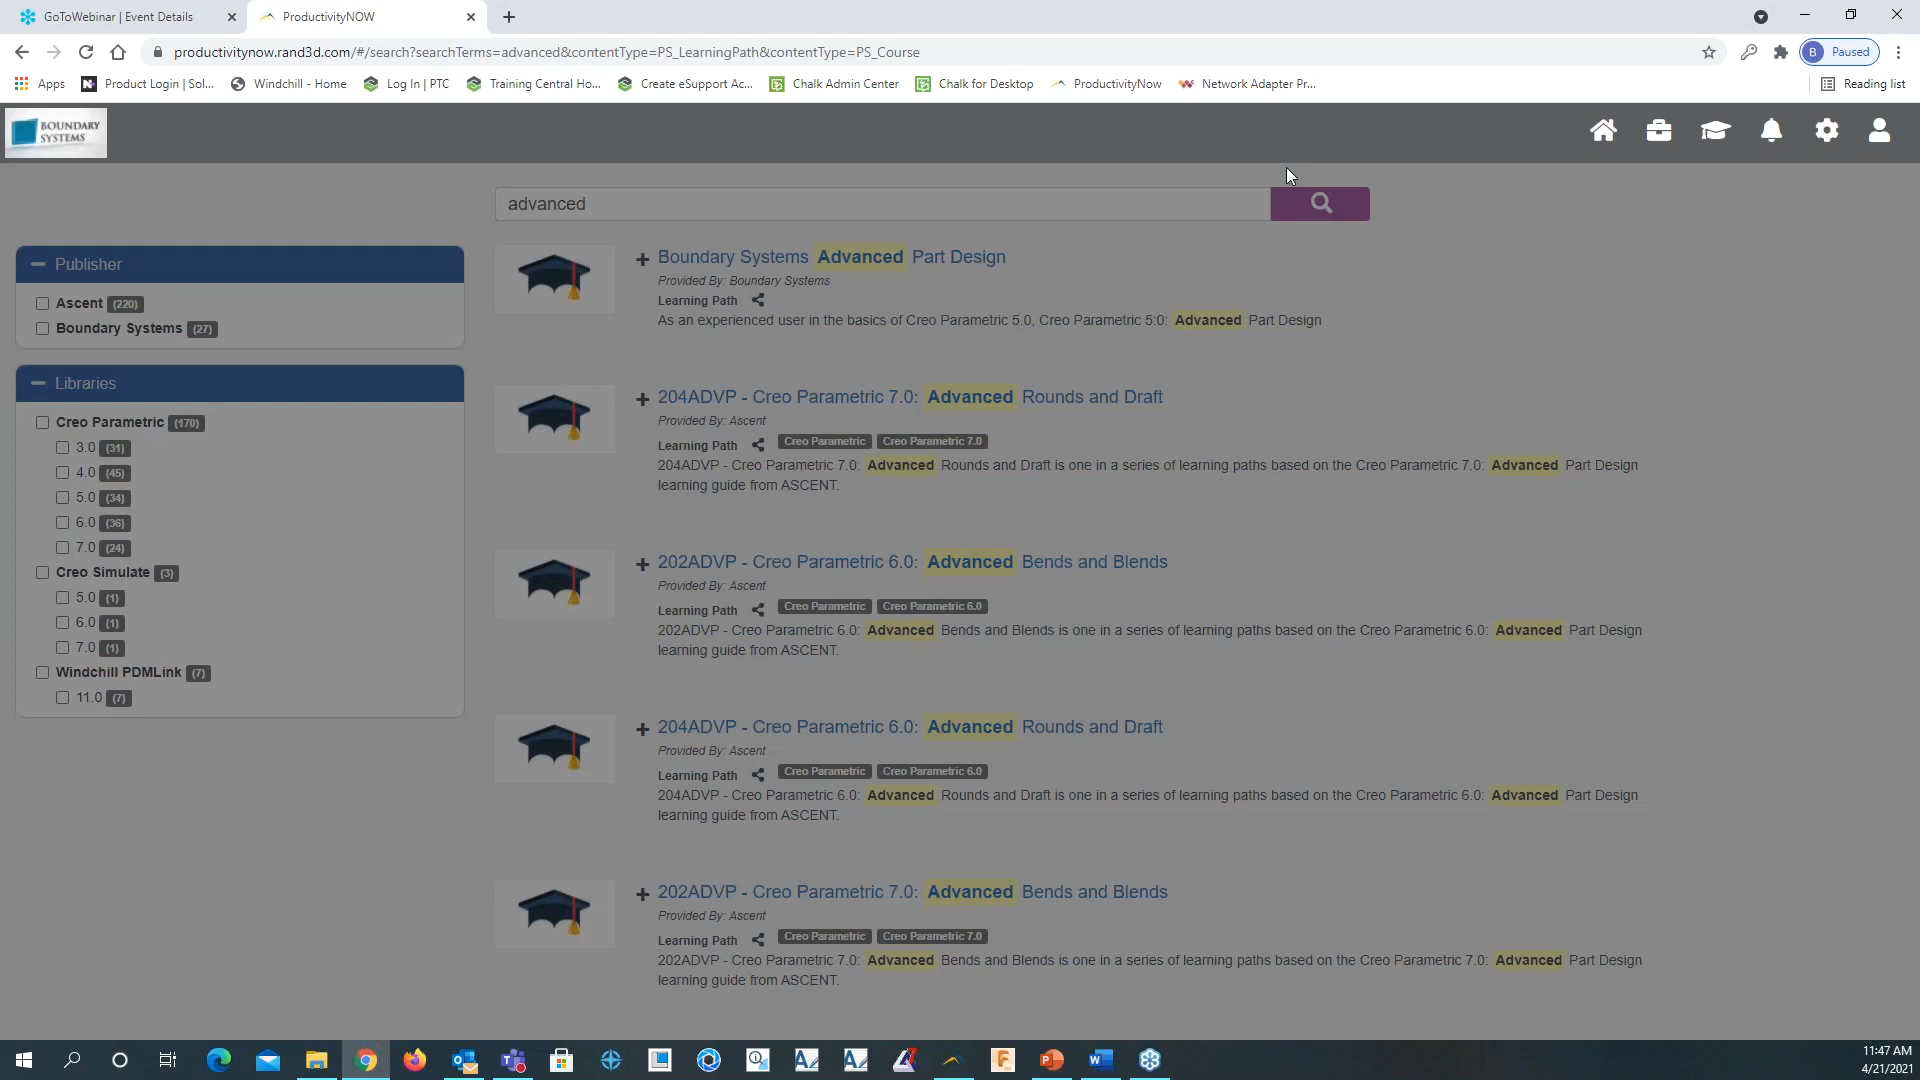 GoToWebinar | Event Details
ProductivityNOW
productivitynow.rand3d.com/#/search?searchTerms=advanced&contentType=PS_LearningPath&contentType=PS_Course
B Paused
Apps
Product Login | Sol...
Windchill - Home
Log In | PTC
Training Central Ho...
Create eSupport Ac...
Chalk Admin Center
Chalk for Desktop
ProductivityNow
Network Adapter Pr...
Reading list
BOUNDARY
SYSTEMS
advanced
Publisher
Ascent (220)
Boundary Systems (27)
Libraries
Creo Parametric (170)
3.0 (31)
4.0 (45)
5.0 (34)
6.0 (36)
7.0 (24)
Creo Simulate (3)
5.0 (1)
6.0 (1)
7.0 (1)
Windchill PDMLink (7)
11.0 (7)
Boundary Systems Advanced Part Design
Provided By: Boundary Systems
Learning Path
As an experienced user in the basics of Creo Parametric 5.0, Creo Parametric 5.0: Advanced Part Design
204ADVP - Creo Parametric 7.0: Advanced Rounds and Draft
Provided By: Ascent
Learning Path Creo Parametric Creo Parametric 7.0
204ADVP - Creo Parametric 7.0: Advanced Rounds and Draft is one in a series of learning paths based on the Creo Parametric 7.0: Advanced Part Design
learning guide from ASCENT.
202ADVP - Creo Parametric 6.0: Advanced Bends and Blends
Provided By: Ascent
Learning Path Creo Parametric Creo Parametric 6.0
202ADVP - Creo Parametric 6.0: Advanced Bends and Blends is one in a series of learning paths based on the Creo Parametric 6.0: Advanced Part Design
learning guide from ASCENT.
204ADVP - Creo Parametric 6.0: Advanced Rounds and Draft
Provided By: Ascent
Learning Path Creo Parametric Creo Parametric 6.0
204ADVP - Creo Parametric 6.0: Advanced Rounds and Draft is one in a series of learning paths based on the Creo Parametric 6.0: Advanced Part Design
learning guide from ASCENT.
202ADVP - Creo Parametric 7.0: Advanced Bends and Blends
Provided By: Ascent
Learning Path Creo Parametric Creo Parametric 7.0
202ADVP - Creo Parametric 7.0: Advanced Bends and Blends is one in a series of learning paths based on the Creo Parametric 7.0: Advanced Part Design
learning guide from ASCENT.
11:47 AM
4/21/2021